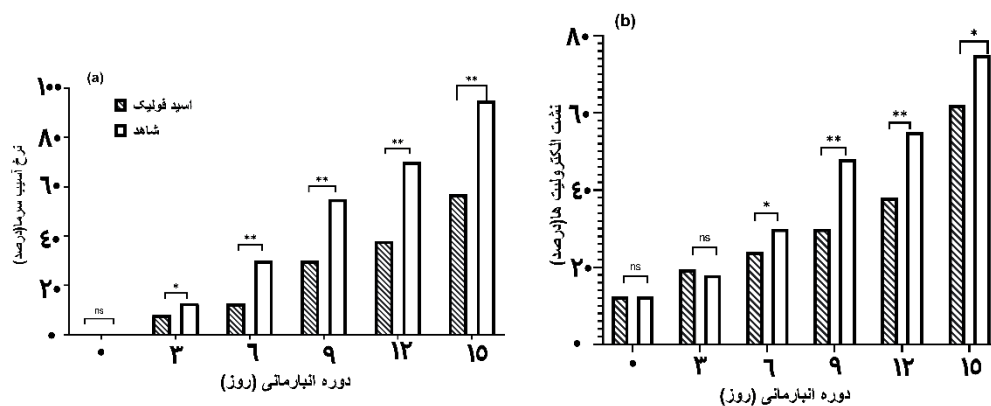 (a)
اسید فولیک
شاهد
نرخ آسیب سرما(درصد)
۱۰۰
۸۰
۶۰
۴۰
۲۰
۰
ns
*
**
**
**
**
۰ ۳ ۶ ۹ ۱۲ ۱۵
دوره انبارمانی (روز)
(b)
نشت الکترولیت ها(درصد)
۸۰
۶۰
۴۰
۲۰
۰
ns
ns
*
**
**
*
۰ ۳ ۶ ۹ ۱۲ ۱۵
دوره انبارمانی (روز)